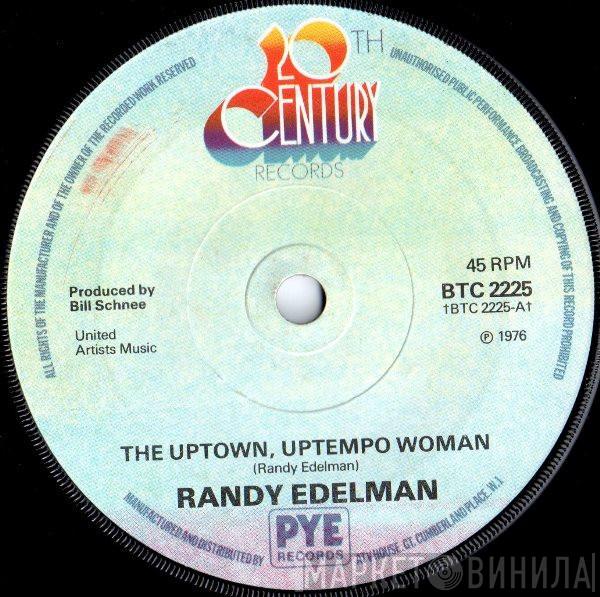 20TH
CENTURY
RECORDS
ALL RIGHTS OF THE MANUFACTURER AND OF THE OWNER OF THE RECORDED WORK RESERVED
UNAUTHORISED PUBLIC PERFORMANCE BROADCASTING AND COPYING OF THIS RECORD PROHIBITED
Produced by
Bill Schnee
United
Artists Music
45 RPM
BTC 2225
†BTC 2225-A†
℗ 1976
THE UPTOWN, UPTEMPO WOMAN
(Randy Edelman)
RANDY EDELMAN
MANUFACTURED AND DISTRIBUTED BY
PYE
RECORDS
ATV HOUSE. GT. CUMBERLAND PLACE. W.1.
МАРКЕТ ВИНИЛА